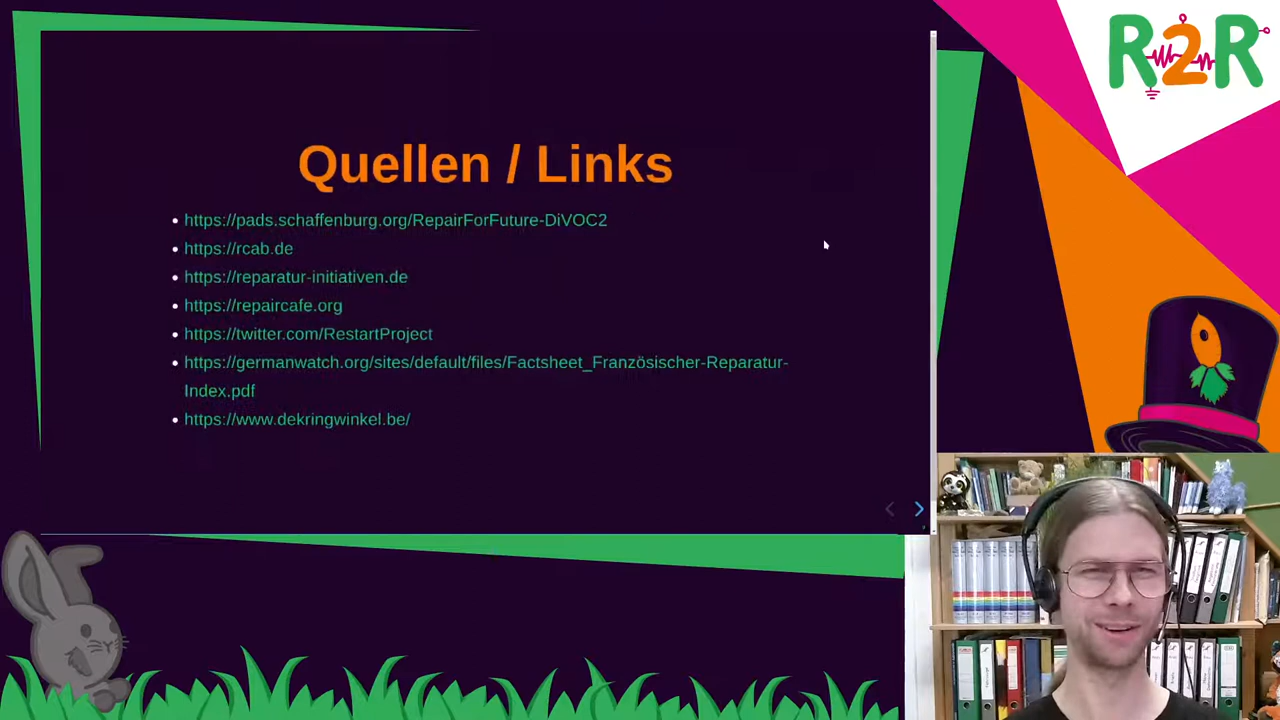 R2R
Quellen / Links
https://pads.schaffenburg.org/RepairForFuture-DiVOC2
https://rcab.de
https://reparatur-initiativen.de
https://repaircafe.org
https://twitter.com/RestartProject
https://germanwatch.org/sites/default/files/Factsheet_Französischer-Reparatur-
Index.pdf
https://www.dekringwinkel.be/